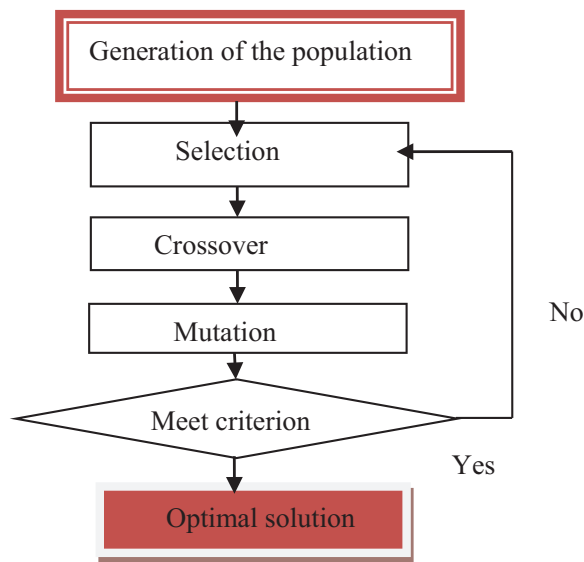 Generation of the population
Selection
Crossover
Mutation
No
Meet criterion
Yes
Optimal solution